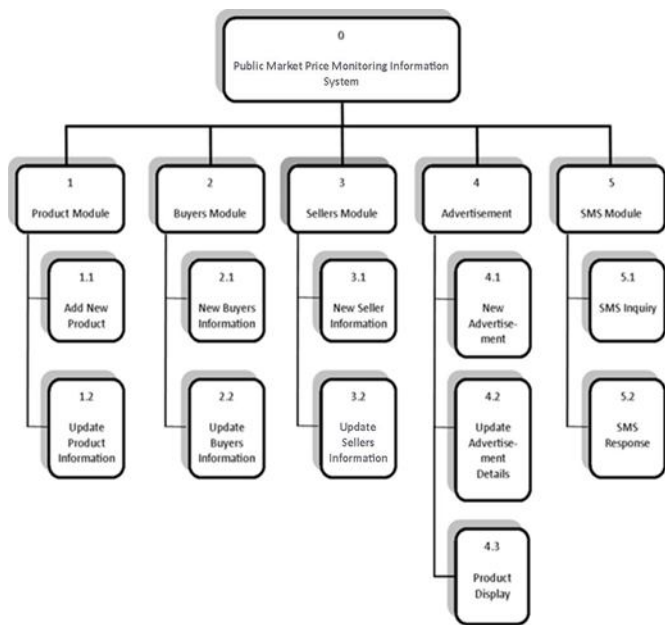 0
Public Market Price Monitoring Information
System
1
Product Module
2
Buyers Module
3
Sellers Module
4
Advertisement
5
SMS Module
1.1
Add New
Product
2.1
New Buyers
Information
3.1
New Seller
Information
4.1
New
Advertise-
ment
5.1
SMS Inquiry
1.2
Update
Product
Information
2.2
Update
Buyers
Information
3.2
Update
Sellers
Information
4.2
Update
Advertise-
ment
Details
5.2
SMS
Response
4.3
Product
Display